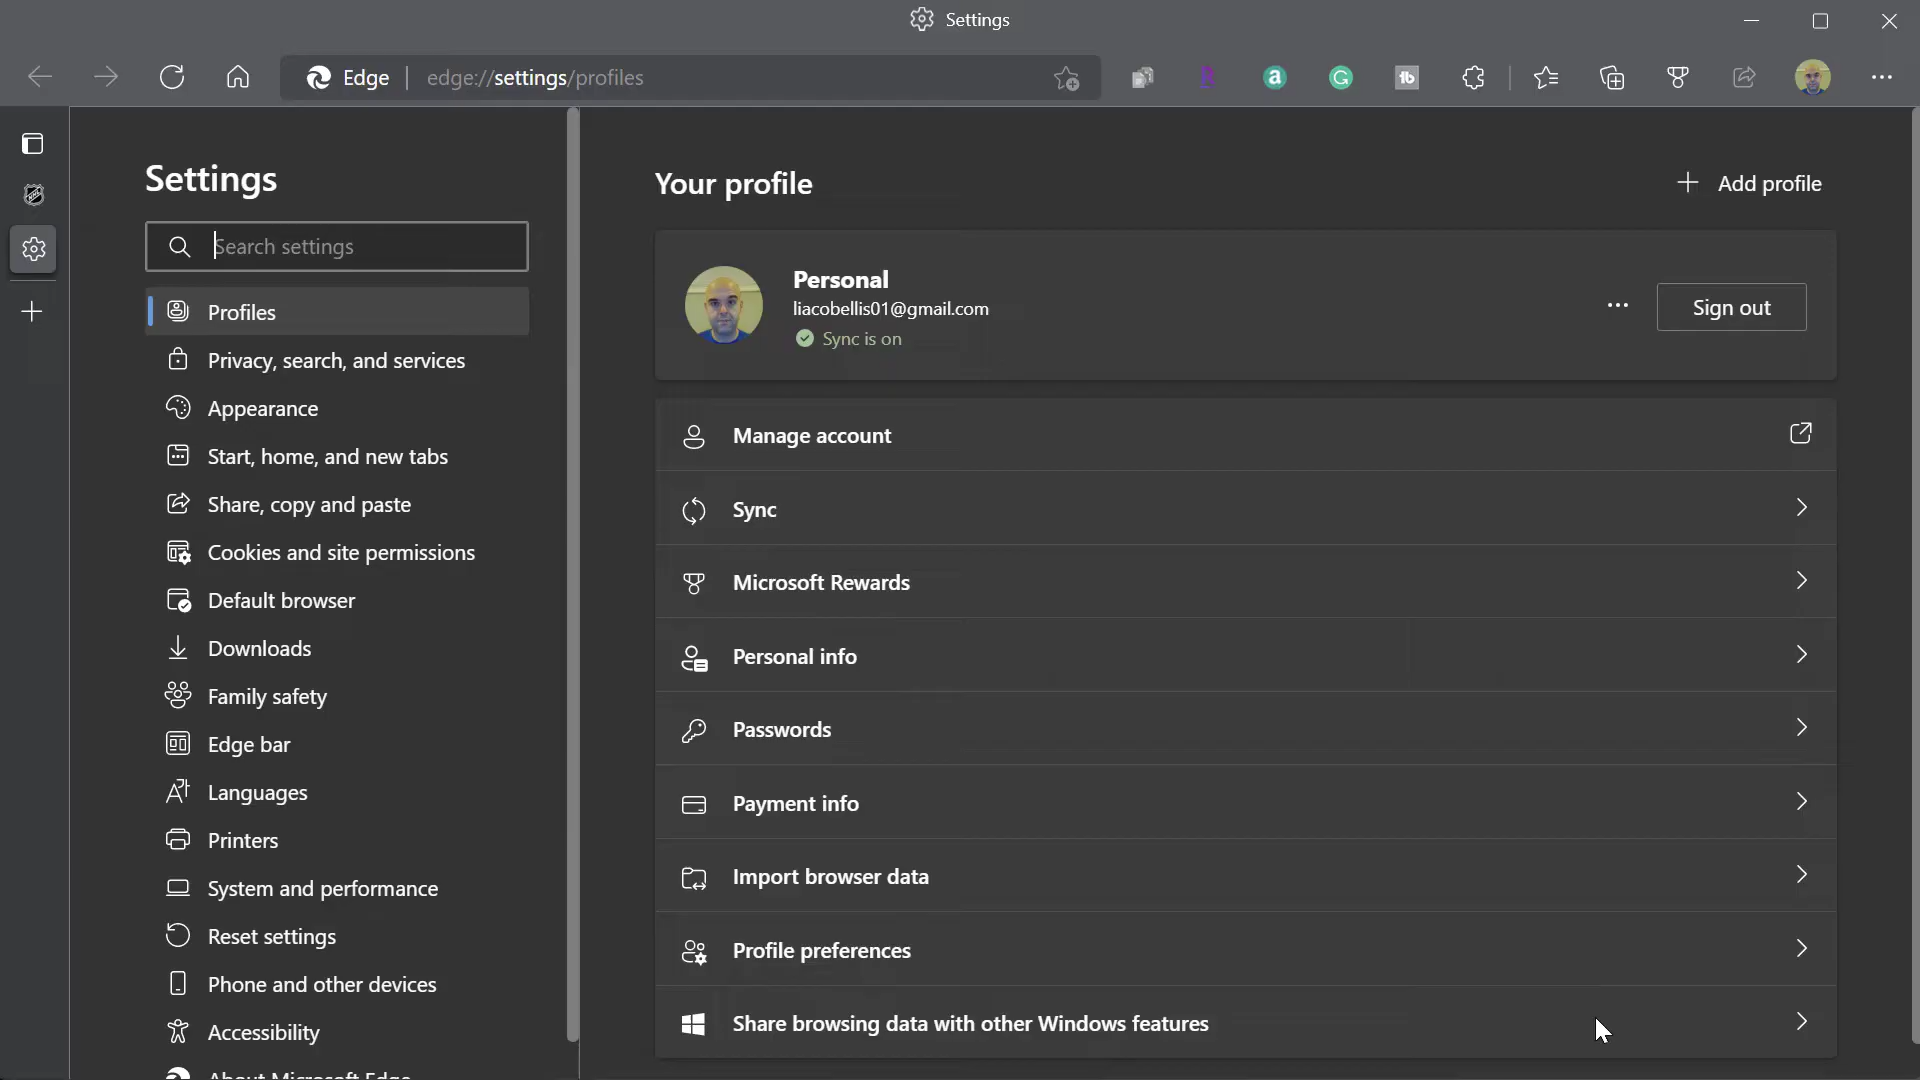 Settings
Edge
edge://settings/profiles
Settings
Search settings
Profiles
Privacy, search, and services
Appearance
Start, home, and new tabs
Share, copy and paste
Cookies and site permissions
Default browser
Downloads
Family safety
Edge bar
Languages
Printers
System and performance
Reset settings
Phone and other devices
Accessibility
About Microsoft Edge
Your profile
Add profile
Personal
liacobellis01@gmail.com
Sync is on
Sign out
Manage account
Sync
Microsoft Rewards
Personal info
Passwords
Payment info
Import browser data
Profile preferences
Share browsing data with other Windows features